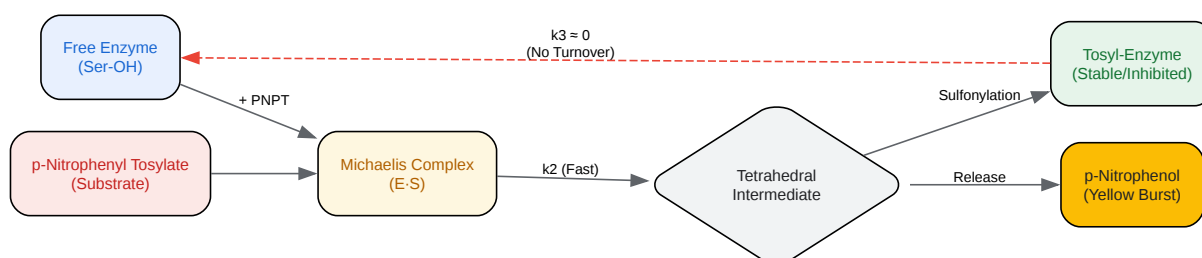 Free Enzyme
(Ser-OH)
k3 ≈ 0
(No Turnover)
Tosyl-Enzyme
(Stable/Inhibited)
+ PNPT
Sulfonylation
p-Nitrophenyl Tosylate
(Substrate)
Michaelis Complex
(E·S)
k2 (Fast)
Tetrahedral
Intermediate
Release
p-Nitrophenol
(Yellow Burst)